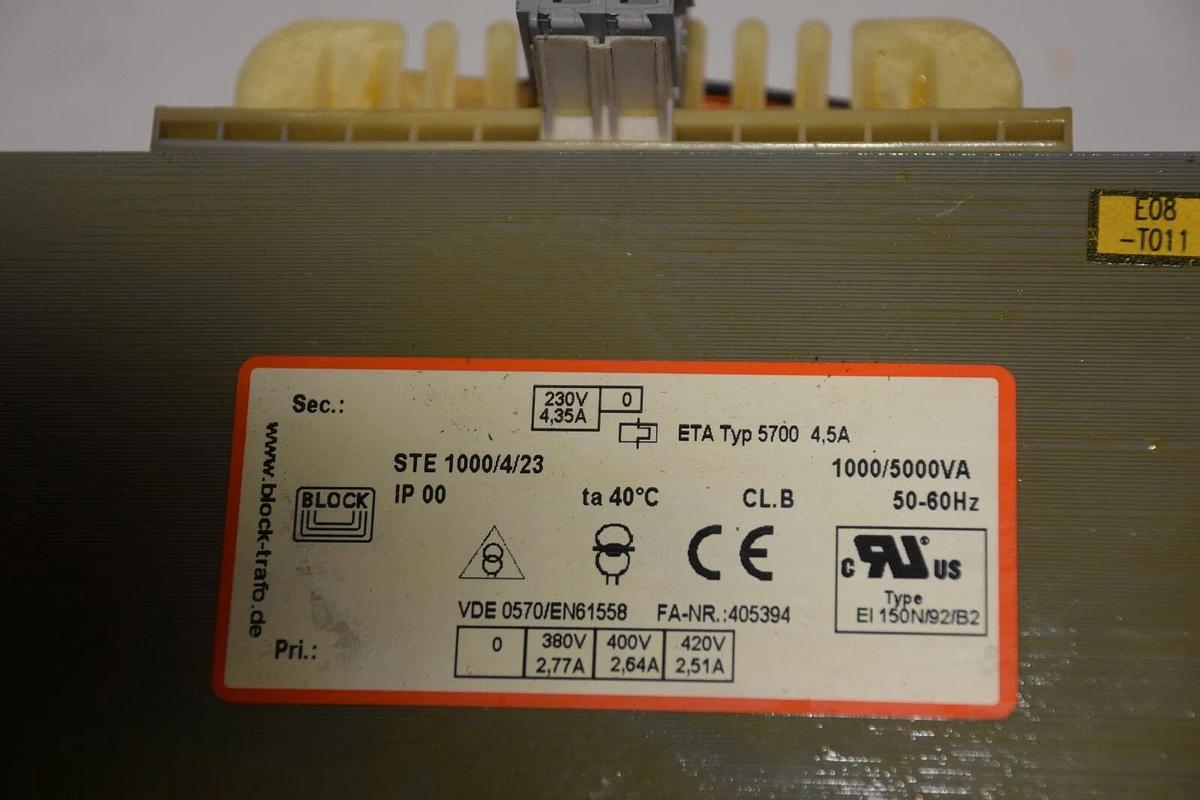 E08
-T011
Sec.:
230V 0
4,35A
ETA Typ 5700 4,5A
www.block-trafo.de
STE 1000/4/23
1000/5000VA
BLOCK
IP 00
ta 40°C
CL.B
50-60Hz
CE
c RU® US
Type
EI 150N/92/B2
VDE 0570/EN61558 FA-NR.:405394
Pri.:
0 380V 400V 420V
2,77A 2,64A 2,51A